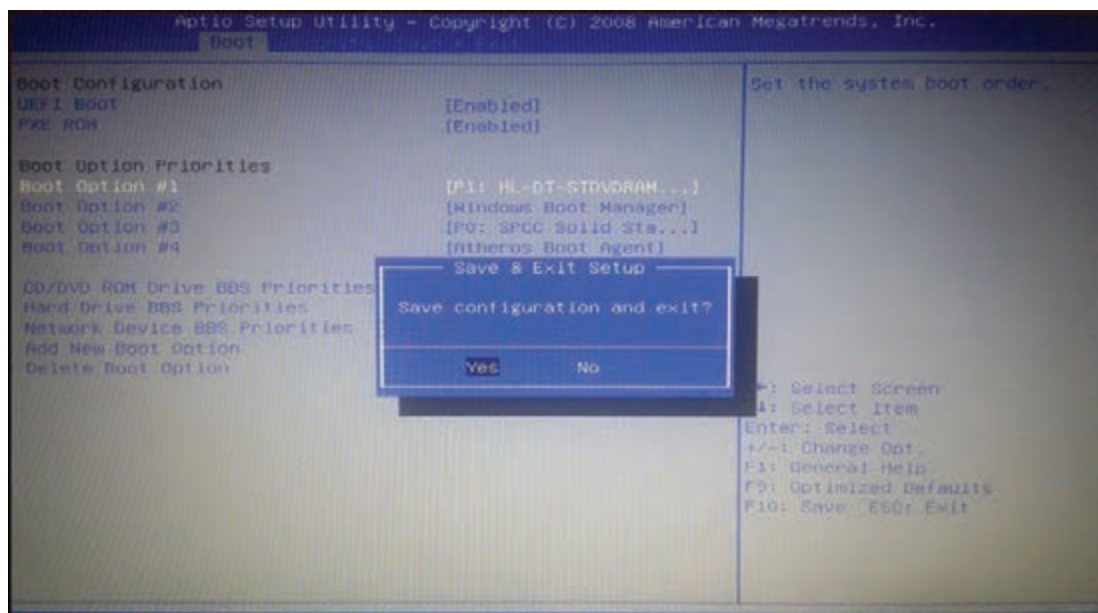 Aptio Setup Utility - Copyright (C) 2008 American Megatrends, Inc.
Boot
Boot Configuration
UEFI Boot [Enabled]
PXE ROM [Enabled]
Boot Option Priorities
Boot Option #1 [P1: HL-DT-STDVDRAM...]
Boot Option #2 [Windows Boot Manager]
Boot Option #3 [P0: SPCC Solid Sta...]
Boot Option #4 [Atheros Boot Agent]
CD/DVD ROM Drive BBS Priorities
Hard Drive BBS Priorities
Network Device BBS Priorities
Add New Boot Option
Delete Boot Option
Save & Exit Setup
Save configuration and exit?
Yes No
Set the system boot order.
: Select Screen
: Select Item
Enter: Select
+/-: Change Opt.
F1: General Help
F9: Optimized Defaults
F10: Save ESC: Exit